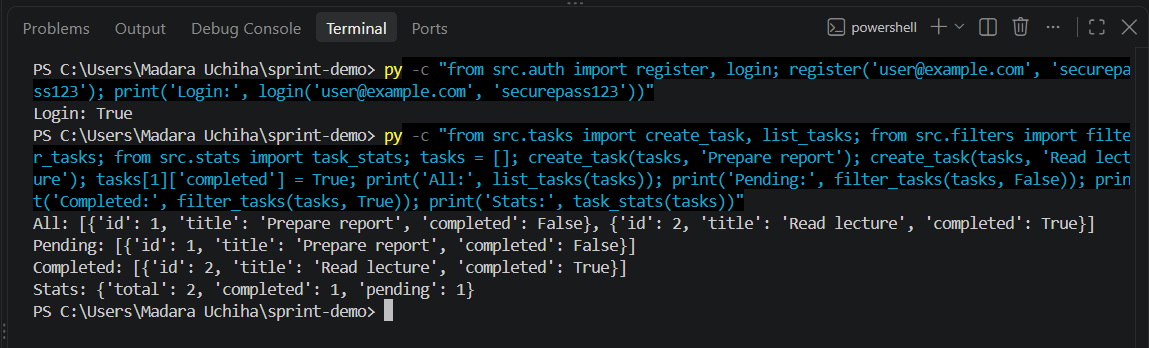 Problems Output Debug Console Terminal Ports powershell
PS C:\Users\Madara Uchiha\sprint-demo> py -c "from src.auth import register, login; register('user@example.com', 'securepa
ss123'); print('Login:', login('user@example.com', 'securepass123'))"
Login: True
PS C:\Users\Madara Uchiha\sprint-demo> py -c "from src.tasks import create_task, list_tasks; from src.filters import filte
r_tasks; from src.stats import task_stats; tasks = []; create_task(tasks, 'Prepare report'); create_task(tasks, 'Read lect
ure'); tasks[1]['completed'] = True; print('All:', list_tasks(tasks)); print('Pending:', filter_tasks(tasks, False)); prin
t('Completed:', filter_tasks(tasks, True)); print('Stats:', task_stats(tasks))"
All: [{'id': 1, 'title': 'Prepare report', 'completed': False}, {'id': 2, 'title': 'Read lecture', 'completed': True}]
Pending: [{'id': 1, 'title': 'Prepare report', 'completed': False}]
Completed: [{'id': 2, 'title': 'Read lecture', 'completed': True}]
Stats: {'total': 2, 'completed': 1, 'pending': 1}
PS C:\Users\Madara Uchiha\sprint-demo>